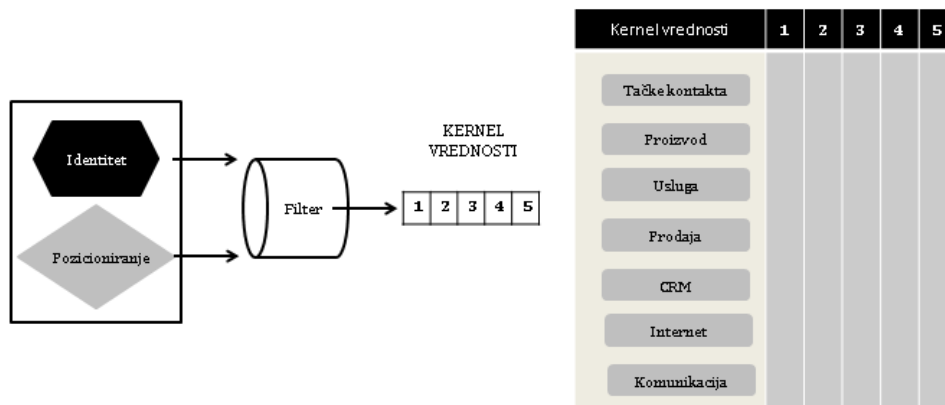 Identitet
Pozicioniranje
Filter
KERNEL
VREDNOSTI
1 2 3 4 5
Kernel vrednosti 1 2 3 4 5
Tačke kontakta
Proizvod
Usluga
Prodaja
CRM
Internet
Komunikacija